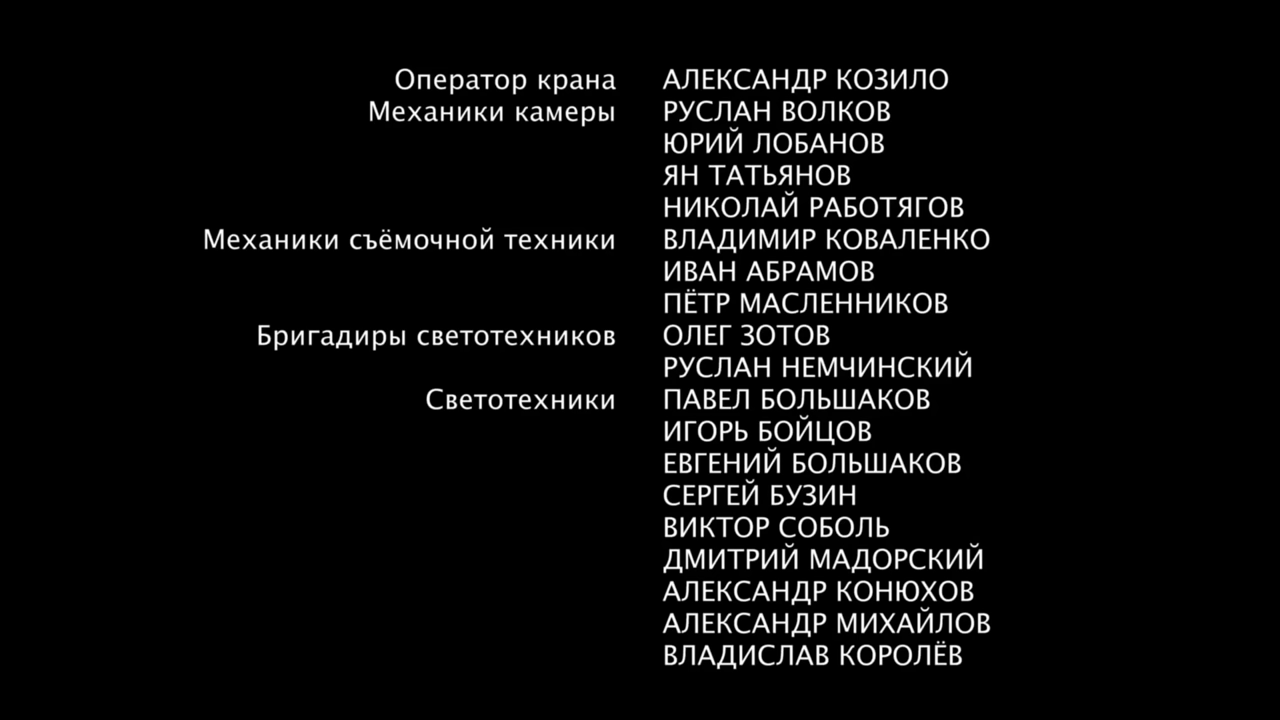 Оператор крана АЛЕКСАНДР КОЗИЛО
Механики камеры РУСЛАН ВОЛКОВ
ЮРИЙ ЛОБАНОВ
ЯН ТАТЬЯНОВ
НИКОЛАЙ РАБОТЯГОВ
Механики съёмочной техники ВЛАДИМИР КОВАЛЕНКО
ИВАН АБРАМОВ
ПЁТР МАСЛЕННИКОВ
Бригадиры светотехников ОЛЕГ ЗОТОВ
РУСЛАН НЕМЧИНСКИЙ
Светотехники ПАВЕЛ БОЛЬШАКОВ
ИГОРЬ БОЙЦОВ
ЕВГЕНИЙ БОЛЬШАКОВ
СЕРГЕЙ БУЗИН
ВИКТОР СОБОЛЬ
ДМИТРИЙ МАДОРСКИЙ
АЛЕКСАНДР КОНЮХОВ
АЛЕКСАНДР МИХАЙЛОВ
ВЛАДИСЛАВ КОРОЛЁВ